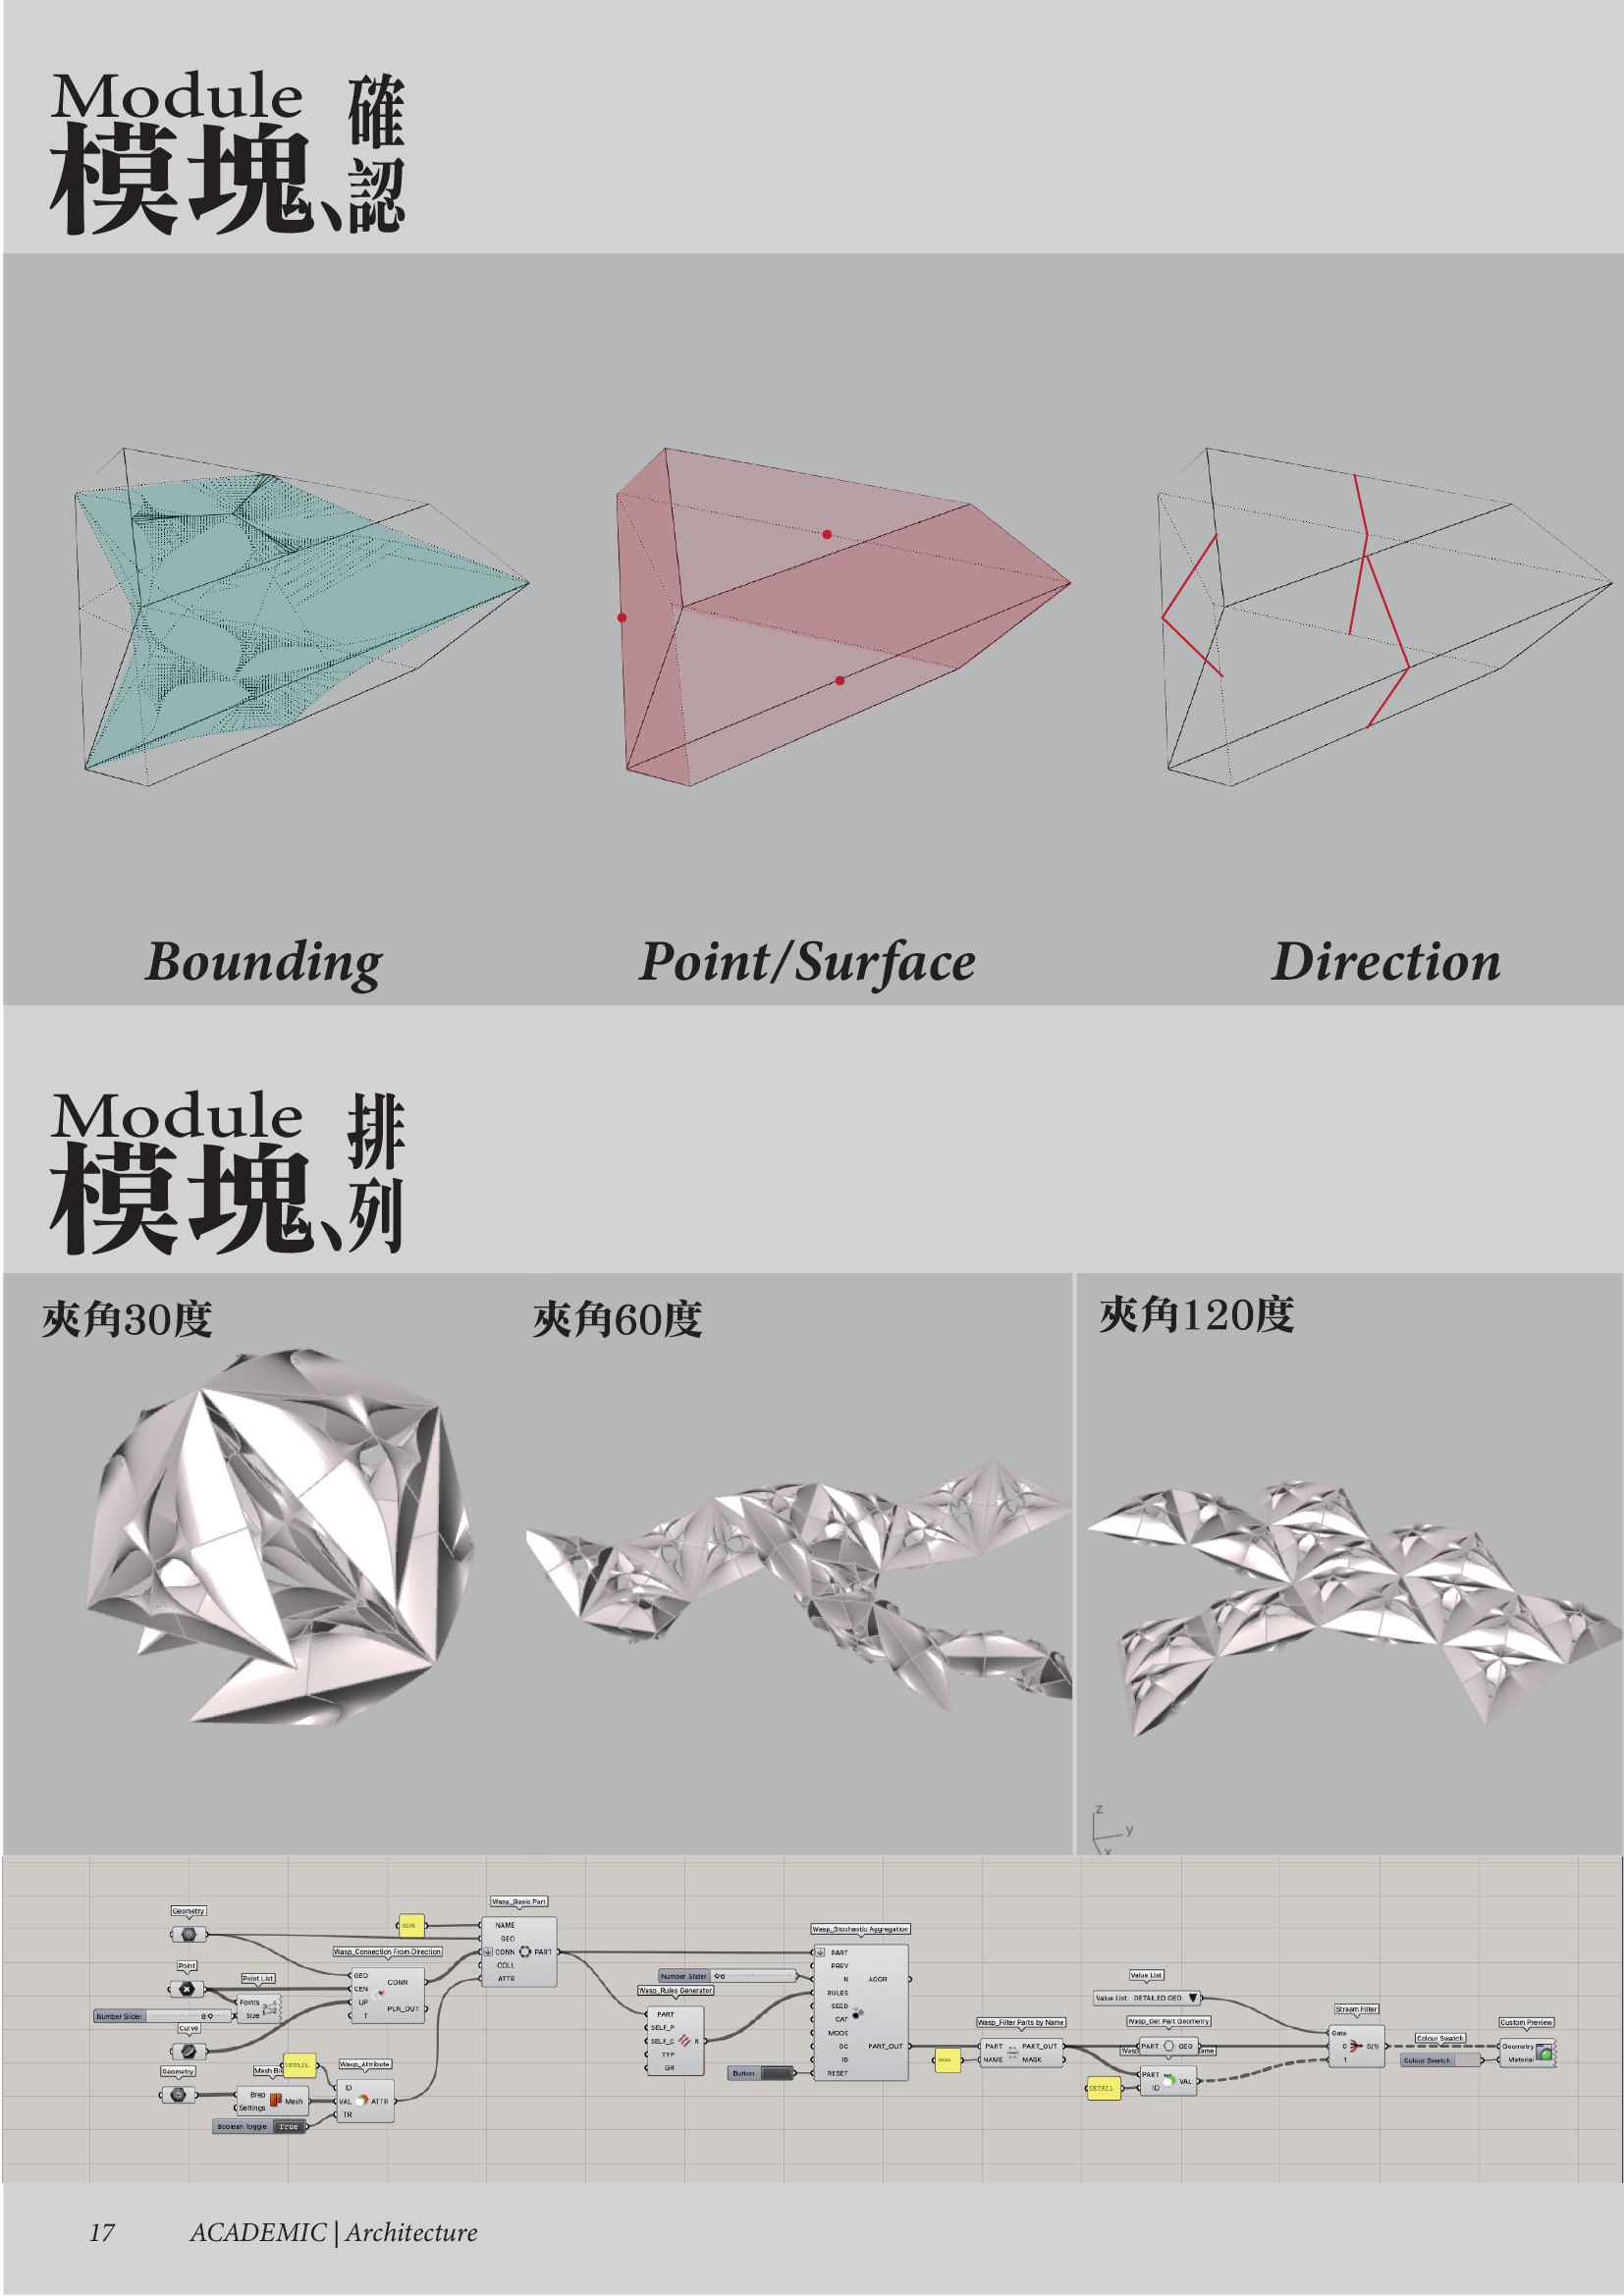 Module
模塊、確認
Bounding
Point/Surface
Direction
Module
模塊、排列
夾角30度
夾角60度
夾角120度
z
y
x
Geometry
Point
Point List
Points
Size
Number Slider
8
Curve
Geometry
Mesh
Brep
Settings
Mesh
Boolean Toggle
True
DETAIL
Wasp_Attribute
ID
VAL
TR
ATTR
Wasp_Connection From Direction
GEO
CEN
UP
T
CONN
PLN_OUT
Wasp_Basic Part
NAME
GEO
CONN
COLL
ATTR
PART
Number Slider
6
Wasp_Rules Generator
PART
SELF_P
SELF_C
TYP
GR
R
Button
Wasp_Stochastic Aggregation
PART
PREV
N
RULES
SEED
CAT
MODE
DC
ID
RESET
AGGR
PART_OUT
Wasp_Filter Parts by Name
PART
NAME
PART_OUT
MASK
Value List
Value List
DETAILED GEO
Wasp_Get Part Geometry
PART
GEO
DETAIL
PART
ID
VAL
Stream Filter
Gate
0
1
S(1)
Colour Swatch
Colour Swatch
Custom Preview
Geometry
Material
17
ACADEMIC | Architecture